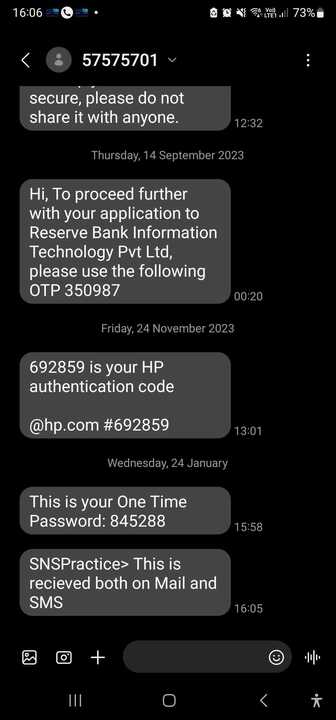 16:06
73%
57575701
secure, please do not
share it with anyone.
12:32
Thursday, 14 September 2023
Hi, To proceed further
with your application to
Reserve Bank Information
Technology Pvt Ltd,
please use the following
OTP 350987
00:20
Friday, 24 November 2023
692859 is your HP
authentication code
@hp.com #692859
13:01
Wednesday, 24 January
This is your One Time
Password: 845288
15:58
SNSPractice> This is
recieved both on Mail and
SMS
16:05